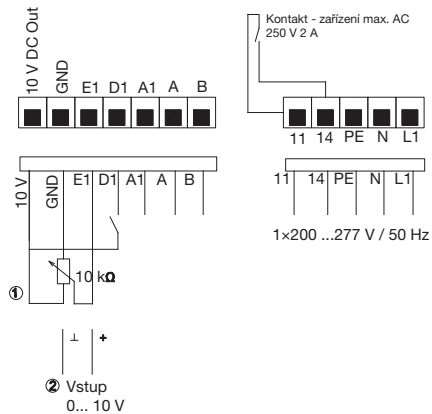 10 V DC Out
GND
E1
D1
A1
A
B
Kontakt - zařízení max. AC
250 V 2 A
11
14
PE
N
L1
10 V
GND
E1
D1
A1
A
B
11
14
PE
N
L1
1×200 ...277 V / 50 Hz
10 kΩ
①
⊥ +
② Vstup
0... 10 V